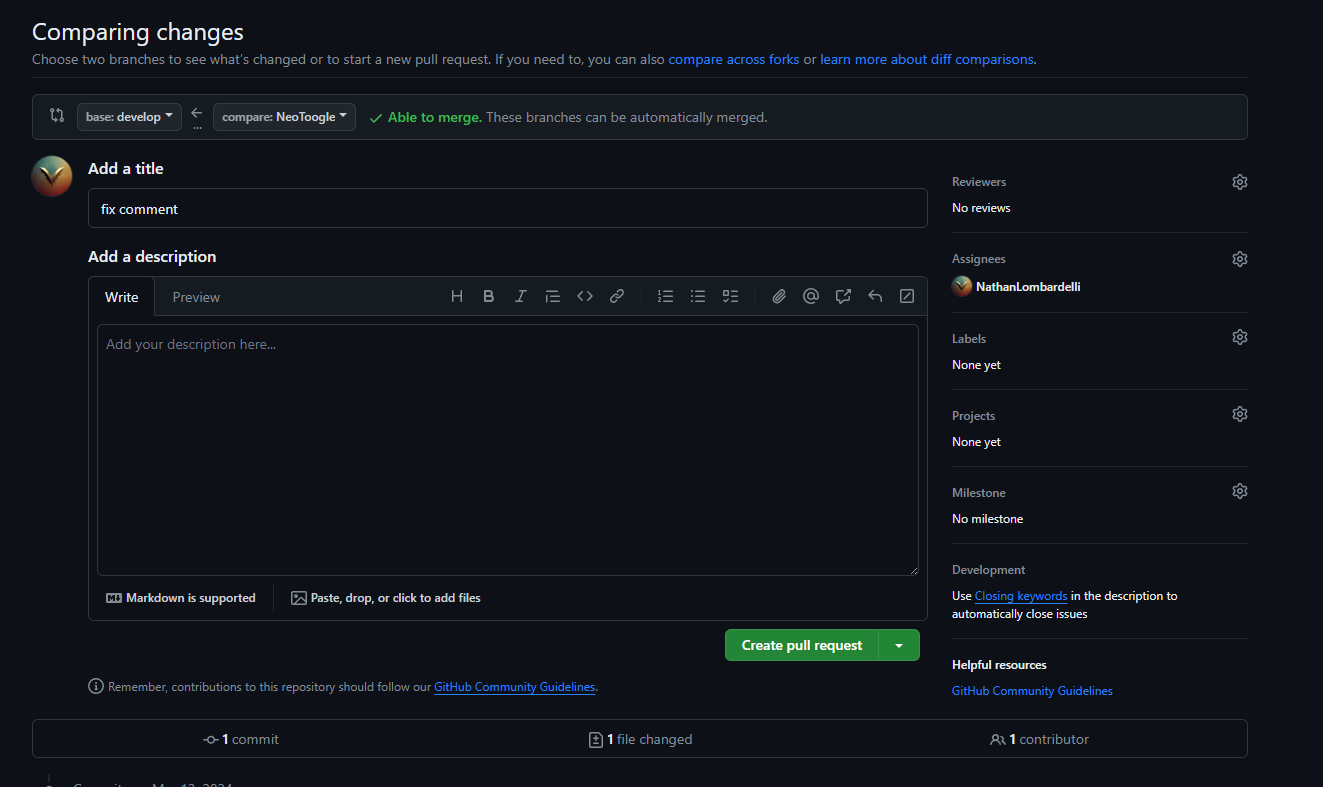 Comparing changes
Choose two branches to see what's changed or to start a new pull request. If you need to, you can also compare across forks or learn more about diff comparisons.
base: develop ... compare: NeoToogle Able to merge. These branches can be automatically merged.
Add a title
fix comment
Add a description
Write Preview
Add your description here...
Markdown is supported Paste, drop, or click to add files
Create pull request
Remember, contributions to this repository should follow our GitHub Community Guidelines.
Reviewers
No reviews
Assignees
NathanLombardelli
Labels
None yet
Projects
None yet
Milestone
No milestone
Development
Use Closing keywords in the description to
automatically close issues
Helpful resources
GitHub Community Guidelines
1 commit 1 file changed 1 contributor